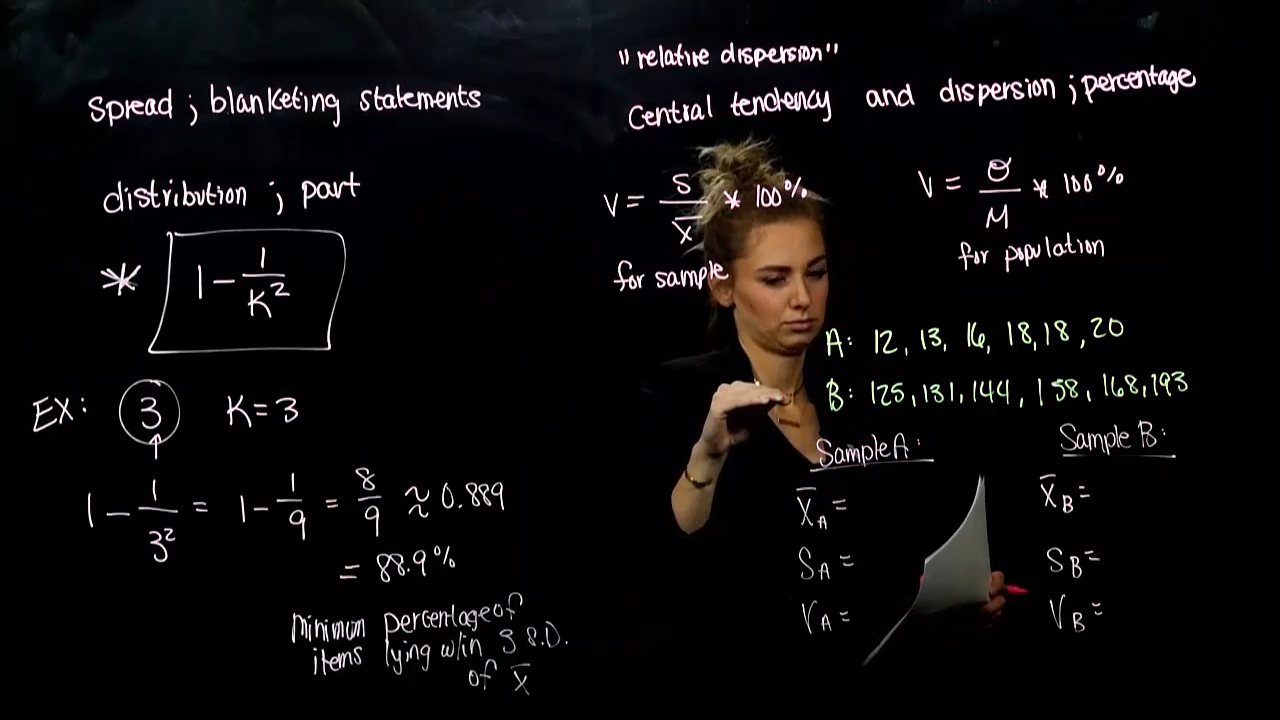 Spread ; blanketing statements
distribution ; part
* 1 - 1/K²
EX: 3 K=3
1 - 1/3² = 1 - 1/9 = 8/9 ≈ 0.889
= 88.9%
Minimum percentage of
items lying w/in 3 S.D.
of x̄
"relative dispersion"
Central tendency and dispersion ; percentage
V = S/x̄ * 100%
for sample
V = σ/M * 100%
for population
A: 12, 13, 16, 18, 18, 20
B: 125, 131, 144, 158, 168, 193
Sample A:
x̄A =
SA =
VA =
Sample B:
x̄B =
SB =
VB =